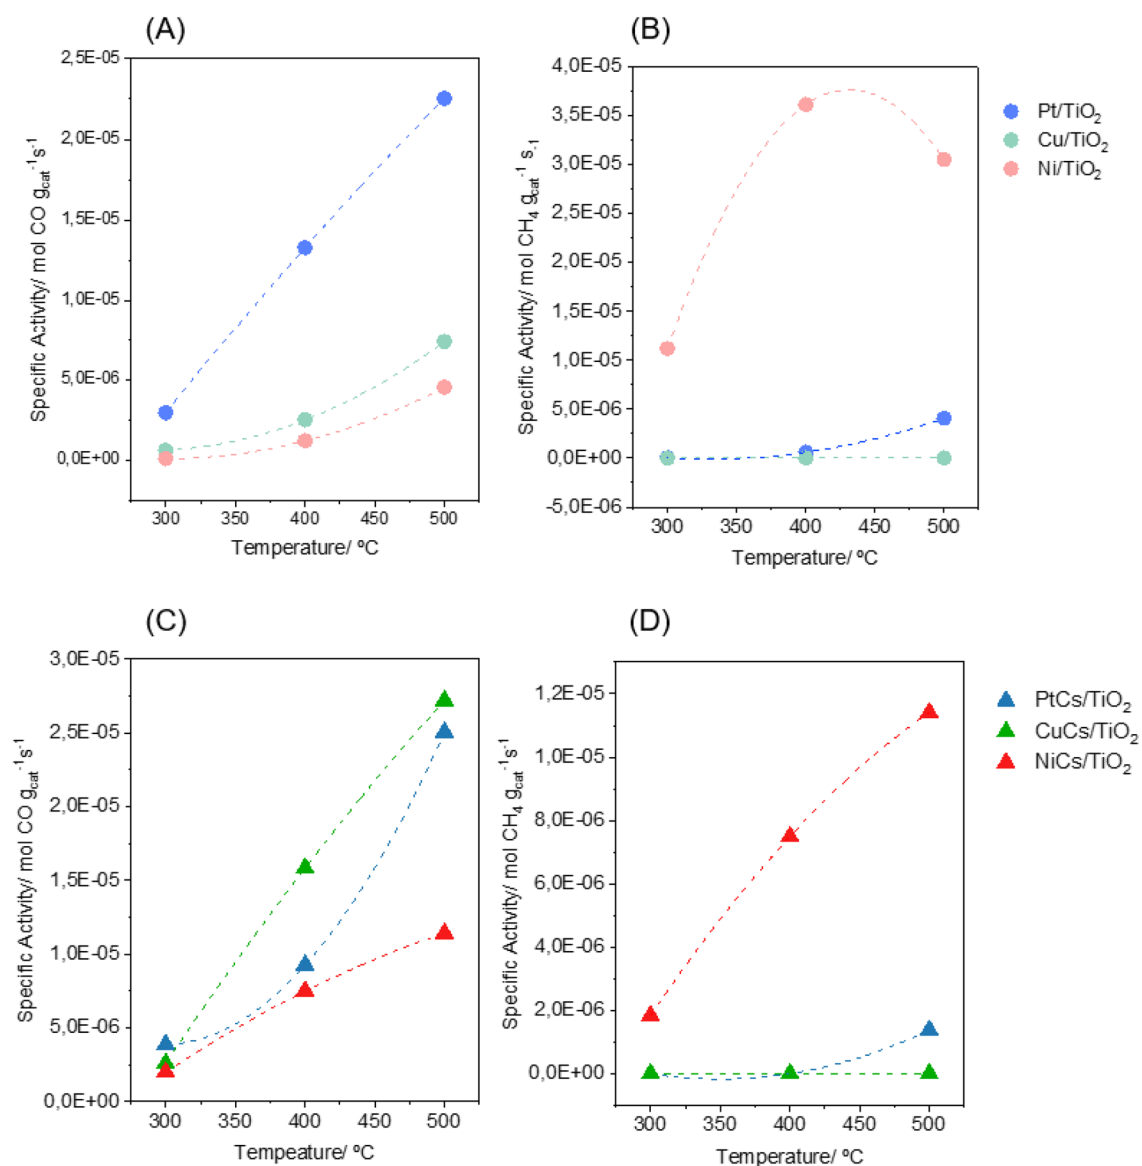 (A)
2,5E-05
2,0E-05
1,5E-05
1,0E-05
5,0E-06
0,0E+00
Specific Activity/ mol CO g_cat^-1 s^-1
300 350 400 450 500
Temperature/ ºC
(B)
4,0E-05
3,5E-05
3,0E-05
2,5E-05
2,0E-05
1,5E-05
1,0E-05
5,0E-06
0,0E+00
-5,0E-06
Specific Activity/ mol CH4 g_cat^-1 s-1
300 350 400 450 500
Temperature/ ºC
Pt/TiO2
Cu/TiO2
Ni/TiO2
(C)
3,0E-05
2,5E-05
2,0E-05
1,5E-05
1,0E-05
5,0E-06
0,0E+00
Specific Activity/ mol CO g_cat^-1 s^-1
300 350 400 450 500
Tempeature/ ºC
(D)
1,2E-05
1,0E-05
8,0E-06
6,0E-06
4,0E-06
2,0E-06
0,0E+00
Specific Activity/ mol CH4 g_cat^-1 s^-1
300 350 400 450 500
Temperature/ ºC
PtCs/TiO2
CuCs/TiO2
NiCs/TiO2